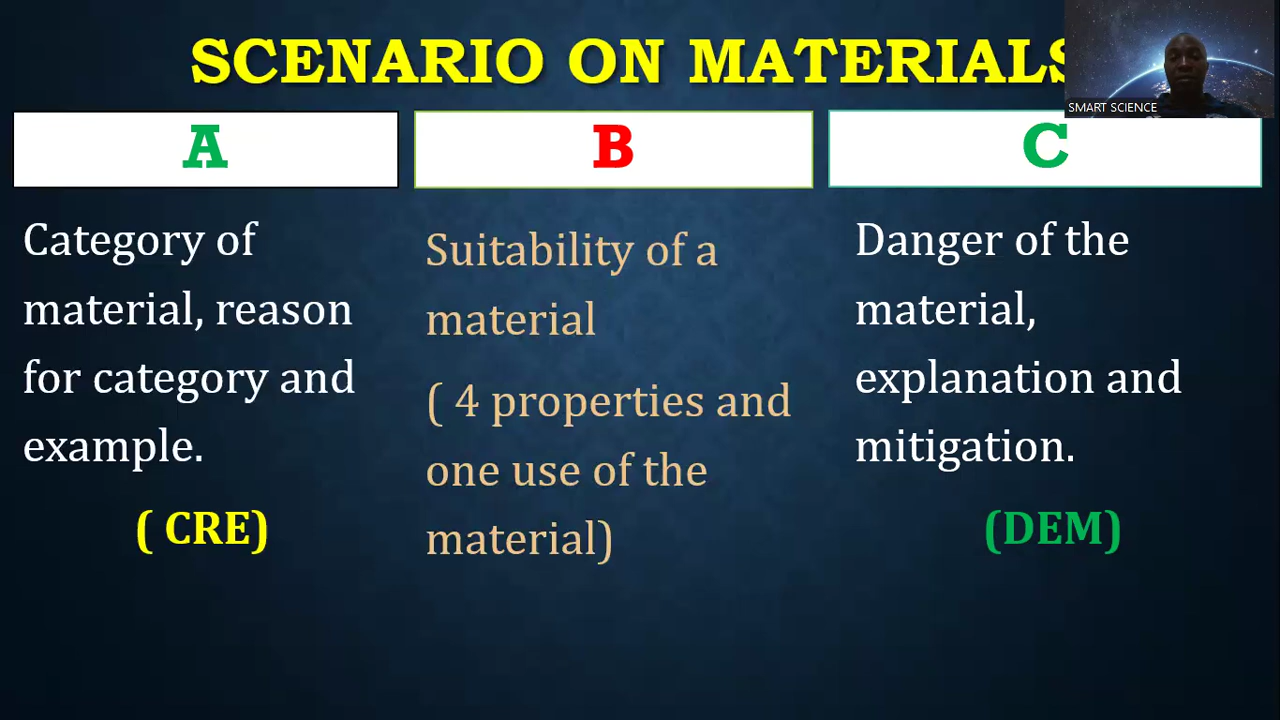 SCENARIO ON MATERIALS
SMART SCIENCE
A
Category of
material, reason
for category and
example.
( CRE)
B
Suitability of a
material
( 4 properties and
one use of the
material)
C
Danger of the
material,
explanation and
mitigation.
(DEM)